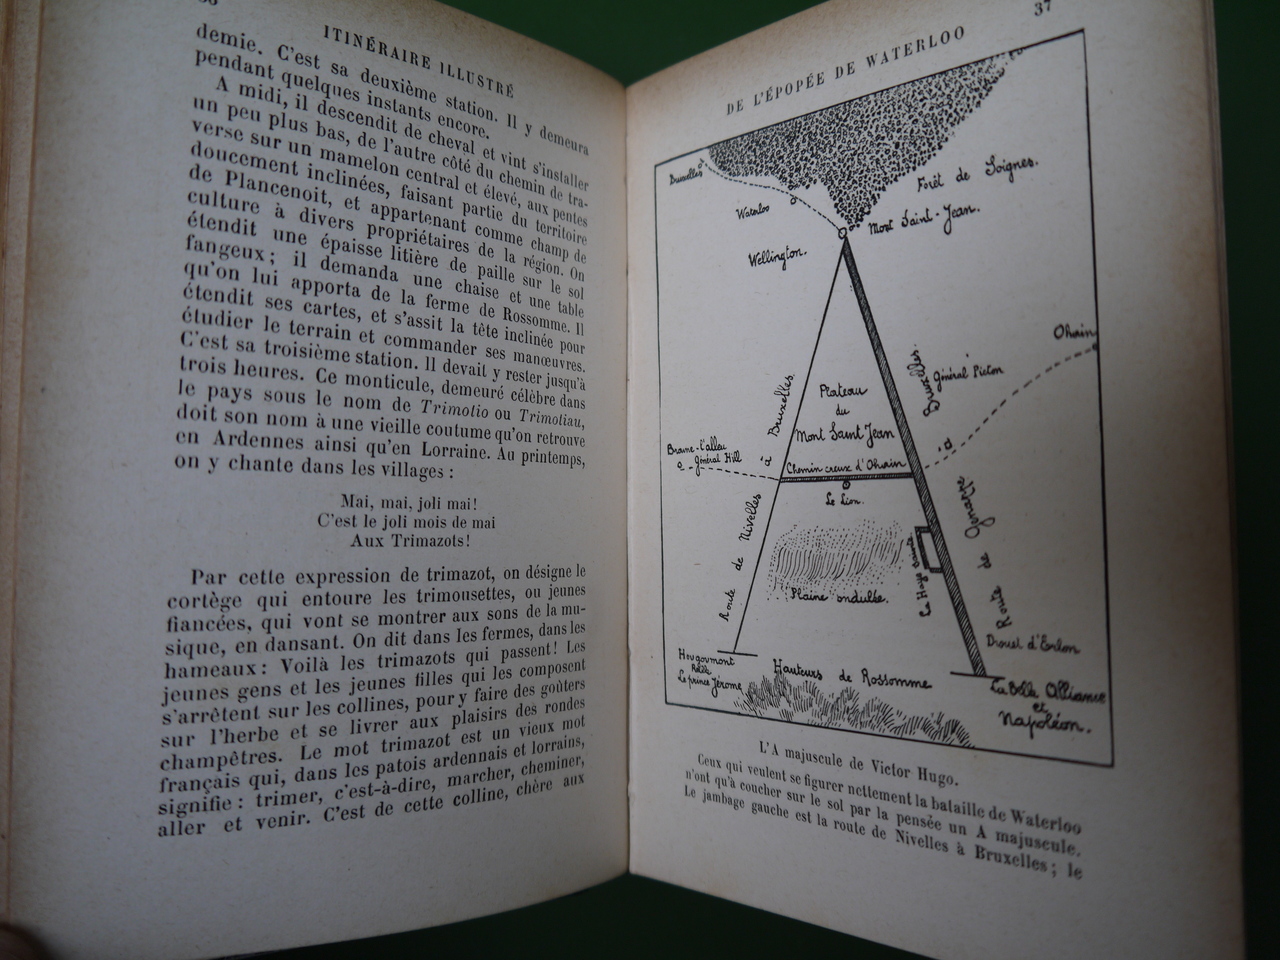 ITINÉRAIRE ILLUSTRÉ
demie. C'est sa deuxième station. Il y demeura
pendant quelques instants encore.
A midi, il descendit de cheval et vint s'installer
un peu plus bas, de l'autre côté du chemin de tra-
verse sur un mamelon central et élevé, aux pentes
doucement inclinées, faisant partie du territoire
de Plancenoit, et appartenant comme champ de
culture à divers propriétaires de la région. On
étendit une épaisse litière de paille sur le sol
fangeux; il demanda une chaise et une table
qu'on lui apporta de la ferme de Rossomme. Il
étendit ses cartes, et s'assit la tête inclinée pour
étudier le terrain et commander ses manœuvres.
C'est sa troisième station. Il devait y rester jusqu'à
trois heures. Ce monticule, demeuré célèbre dans
le pays sous le nom de Trimotio ou Trimotiau,
doit son nom à une vieille coutume qu'on retrouve
en Ardennes ainsi qu'en Lorraine. Au printemps,
on y chante dans les villages :
Mai, mai, joli mai!
C'est le joli mois de mai
Aux Trimazots!
Par cette expression de trimazot, on désigne le
cortège qui entoure les trimousettes, ou jeunes
fiancées, qui vont se montrer aux sons de la mu-
sique, en dansant. On dit dans les fermes, dans les
hameaux: Voilà les trimazots qui passent! Les
jeunes gens et les jeunes filles qui les composent
s'arrêtent sur les collines, pour y faire des goûters
sur l'herbe et se livrer aux plaisirs des rondes
champêtres. Le mot trimazot est un vieux mot
français qui, dans les patois ardennais et lorrains,
signifie: trimer, c'est-à-dire, marcher, cheminer,
aller et venir. C'est de cette colline, chère aux
DE L'ÉPOPÉE DE WATERLOO
37
Bruxelles
Forêt de Soignes.
Waterloo
Mont Saint-Jean.
Wellington.
Ohain
Bruxelles
général Picton
Plateau
du
Mont Saint Jean
Braine-l'alleu
Général Hill
Chemin creux d'Ohain
Le Lion.
Route de Nivelles à Bruxelles.
Route de Genappe
La Haye Sainte
Plaine ondulée.
Drouet d'Erlon
Hougoumont
Reille
Le prince Jérome
Hauteurs de Rossomme
La Belle Alliance
et
Napoléon.
L'A majuscule de Victor Hugo.
Ceux qui veulent se figurer nettement la bataille de Waterloo
n'ont qu'à coucher sur le sol par la pensée un A majuscule.
Le jambage gauche est la route de Nivelles à Bruxelles; le